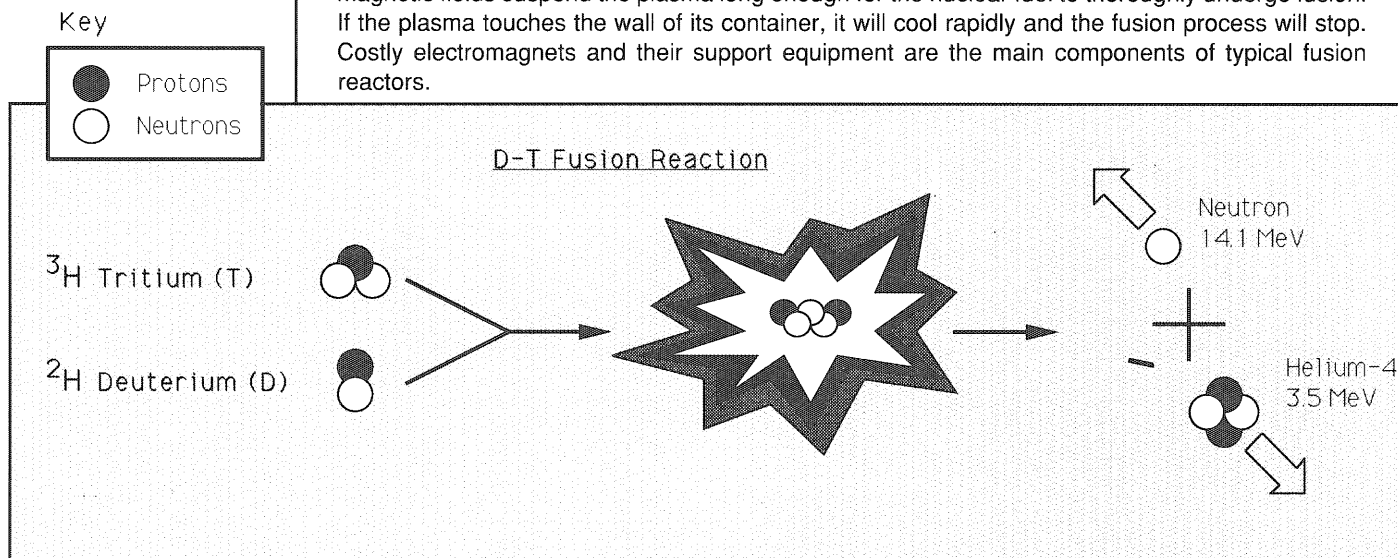 magnetic fields suspend the plasma long enough for the nuclear fuel to thoroughly undergo fusion.
If the plasma touches the wall of its container, it will cool rapidly and the fusion process will stop.
Costly electromagnets and their support equipment are the main components of typical fusion
reactors.
Key
Protons
Neutrons
D-T Fusion Reaction
³H Tritium (T)
²H Deuterium (D)
Neutron
14.1 MeV
Helium-4
3.5 MeV